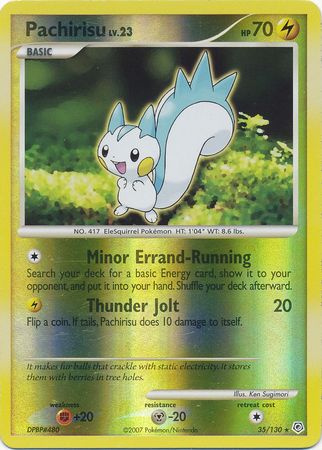 Pachirisu LV.23 HP 70
BASIC
NO. 417 EleSquirrel Pokémon HT: 1'04" WT: 8.6 lbs.
Minor Errand-Running
Search your deck for a basic Energy card, show it to your
opponent, and put it into your hand. Shuffle your deck afterward.
Thunder Jolt 20
Flip a coin. If tails, Pachirisu does 10 damage to itself.
It makes fur balls that crackle with static electricity. It stores
them with berries in tree holes.
Illus. Ken Sugimori
weakness resistance retreat cost
+20 -20
DPBP#480 ©2007 Pokémon/Nintendo 35/130 ★